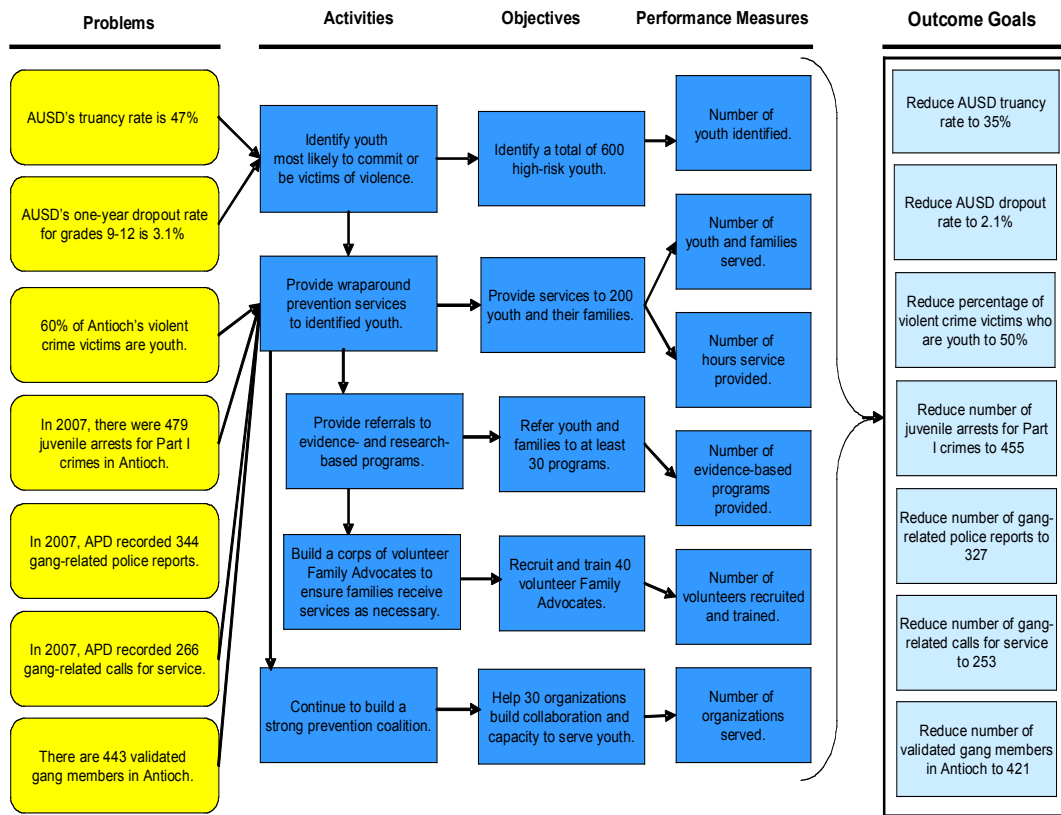 Problems
Activities
Objectives
Performance Measures
Outcome Goals
AUSD’s truancy rate is 47%
AUSD’s one-year dropout rate
for grades 9-12 is 3.1%
60% of Antioch’s violent
crime victims are youth.
In 2007, there were 479
juvenile arrests for Part I
crimes in Antioch.
In 2007, APD recorded 344
gang-related police reports.
In 2007, APD recorded 266
gang-related calls for service.
There are 443 validated
gang members in Antioch.
Identify youth
most likely to commit or
be victims of violence.
Provide wraparound
prevention services
to identified youth.
Provide referrals to
evidence- and research-
based programs.
Build a corps of volunteer
Family Advocates to
ensure families receive
services as necessary.
Continue to build a
strong prevention coalition.
Identify a total of 600
high-risk youth.
Provide services to 200
youth and their families.
Refer youth and
families to at least
30 programs.
Recruit and train 40
volunteer Family
Advocates.
Help 30 organizations
build collaboration and
capacity to serve youth.
Number of
youth identified.
Number of
youth and families
served.
Number of
hours service
provided.
Number of
evidence-based
programs
provided.
Number of
volunteers recruited
and trained.
Number of
organizations
served.
Reduce AUSD truancy
rate to 35%
Reduce AUSD dropout
rate to 2.1%
Reduce percentage of
violent crime victims who
are youth to 50%
Reduce number of
juvenile arrests for Part
I crimes to 455
Reduce number of gang-
related police reports to
327
Reduce number of gang-
related calls for service
to 253
Reduce number of
validated gang members
in Antioch to 421